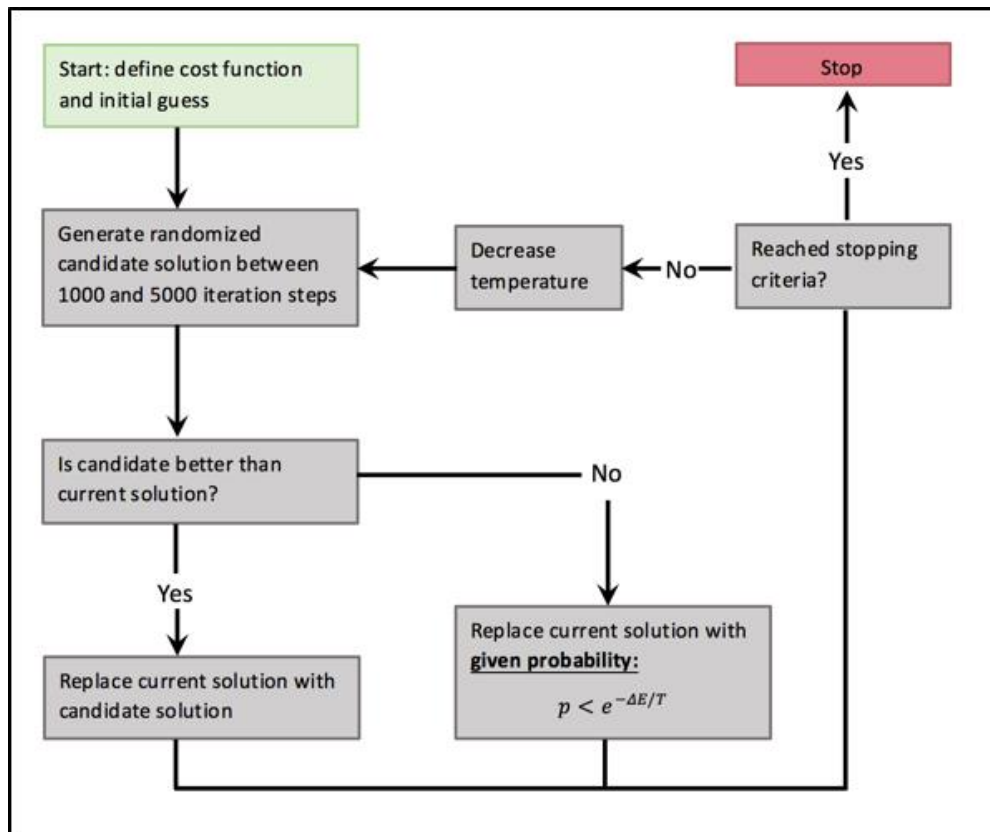 Start: define cost function
and initial guess
Stop
Yes
Generate randomized
candidate solution between
1000 and 5000 iteration steps
Decrease
temperature
No
Reached stopping
criteria?
Is candidate better than
current solution?
No
Yes
Replace current solution with
candidate solution
Replace current solution with
given probability:
p < e^{-ΔE/T}